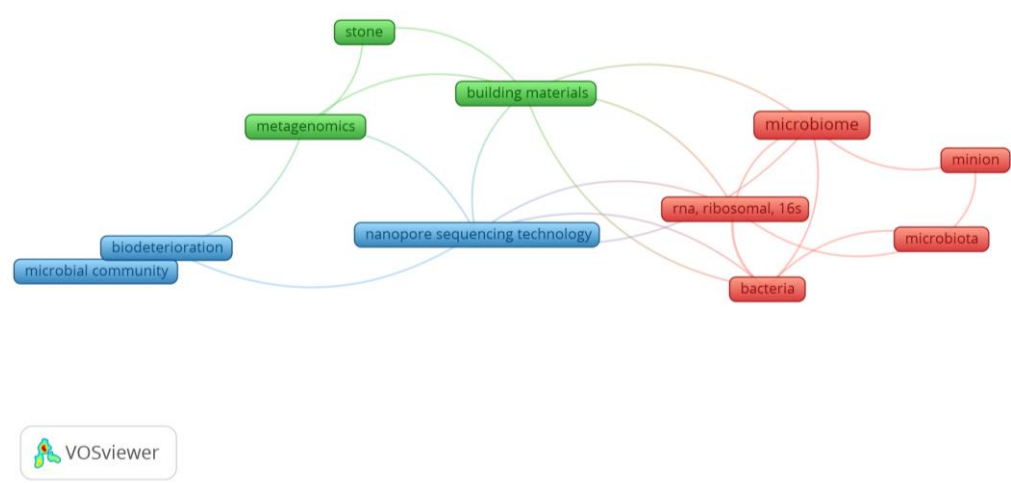 stone
building materials
metagenomics
microbiome
minion
rna, ribosomal, 16s
nanopore sequencing technology
microbiota
biodeterioration
microbial community
bacteria
VOSviewer